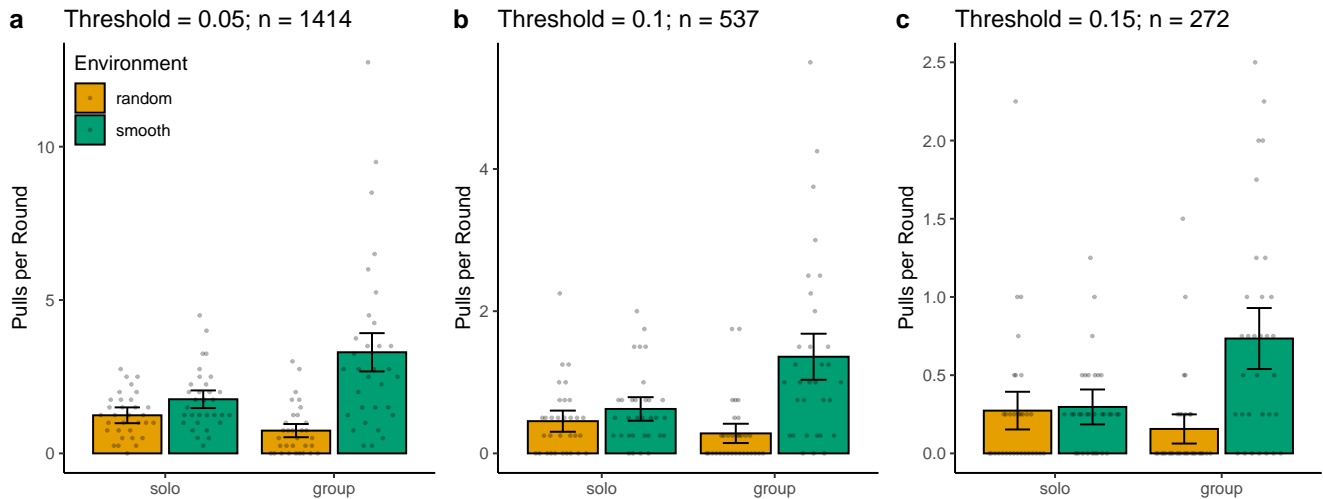 a Threshold = 0.05; n = 1414
Environment
random
smooth
Pulls per Round
10
5
0
solo group
b Threshold = 0.1; n = 537
Pulls per Round
4
2
0
solo group
c Threshold = 0.15; n = 272
Pulls per Round
2.5
2.0
1.5
1.0
0.5
0.0
solo group